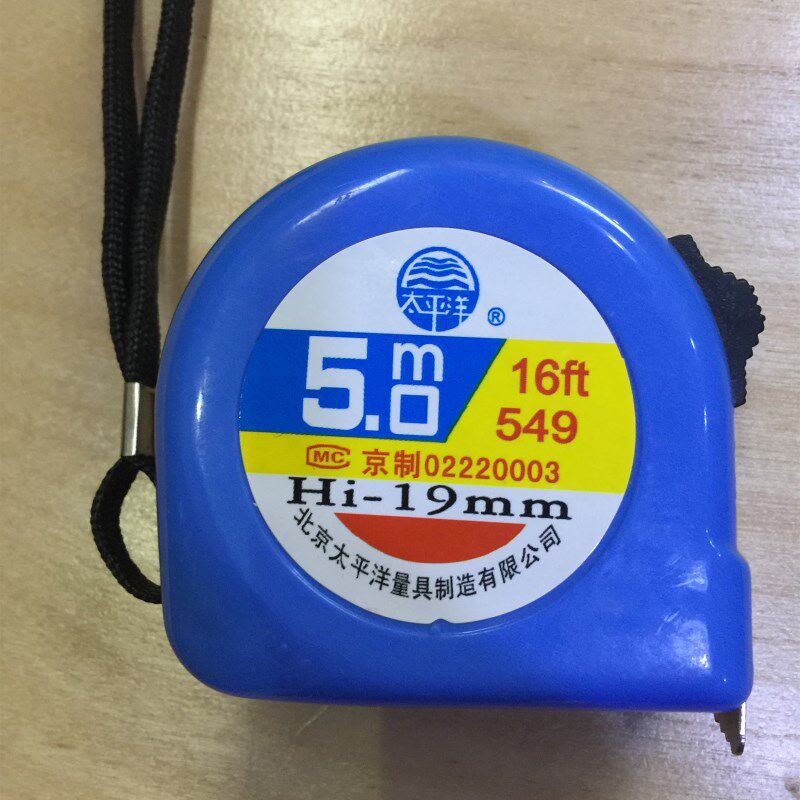 太平洋®
5.0m
16ft
549
MC 京制02220003
Hi-19mm
北京太平洋量具制造有限公司